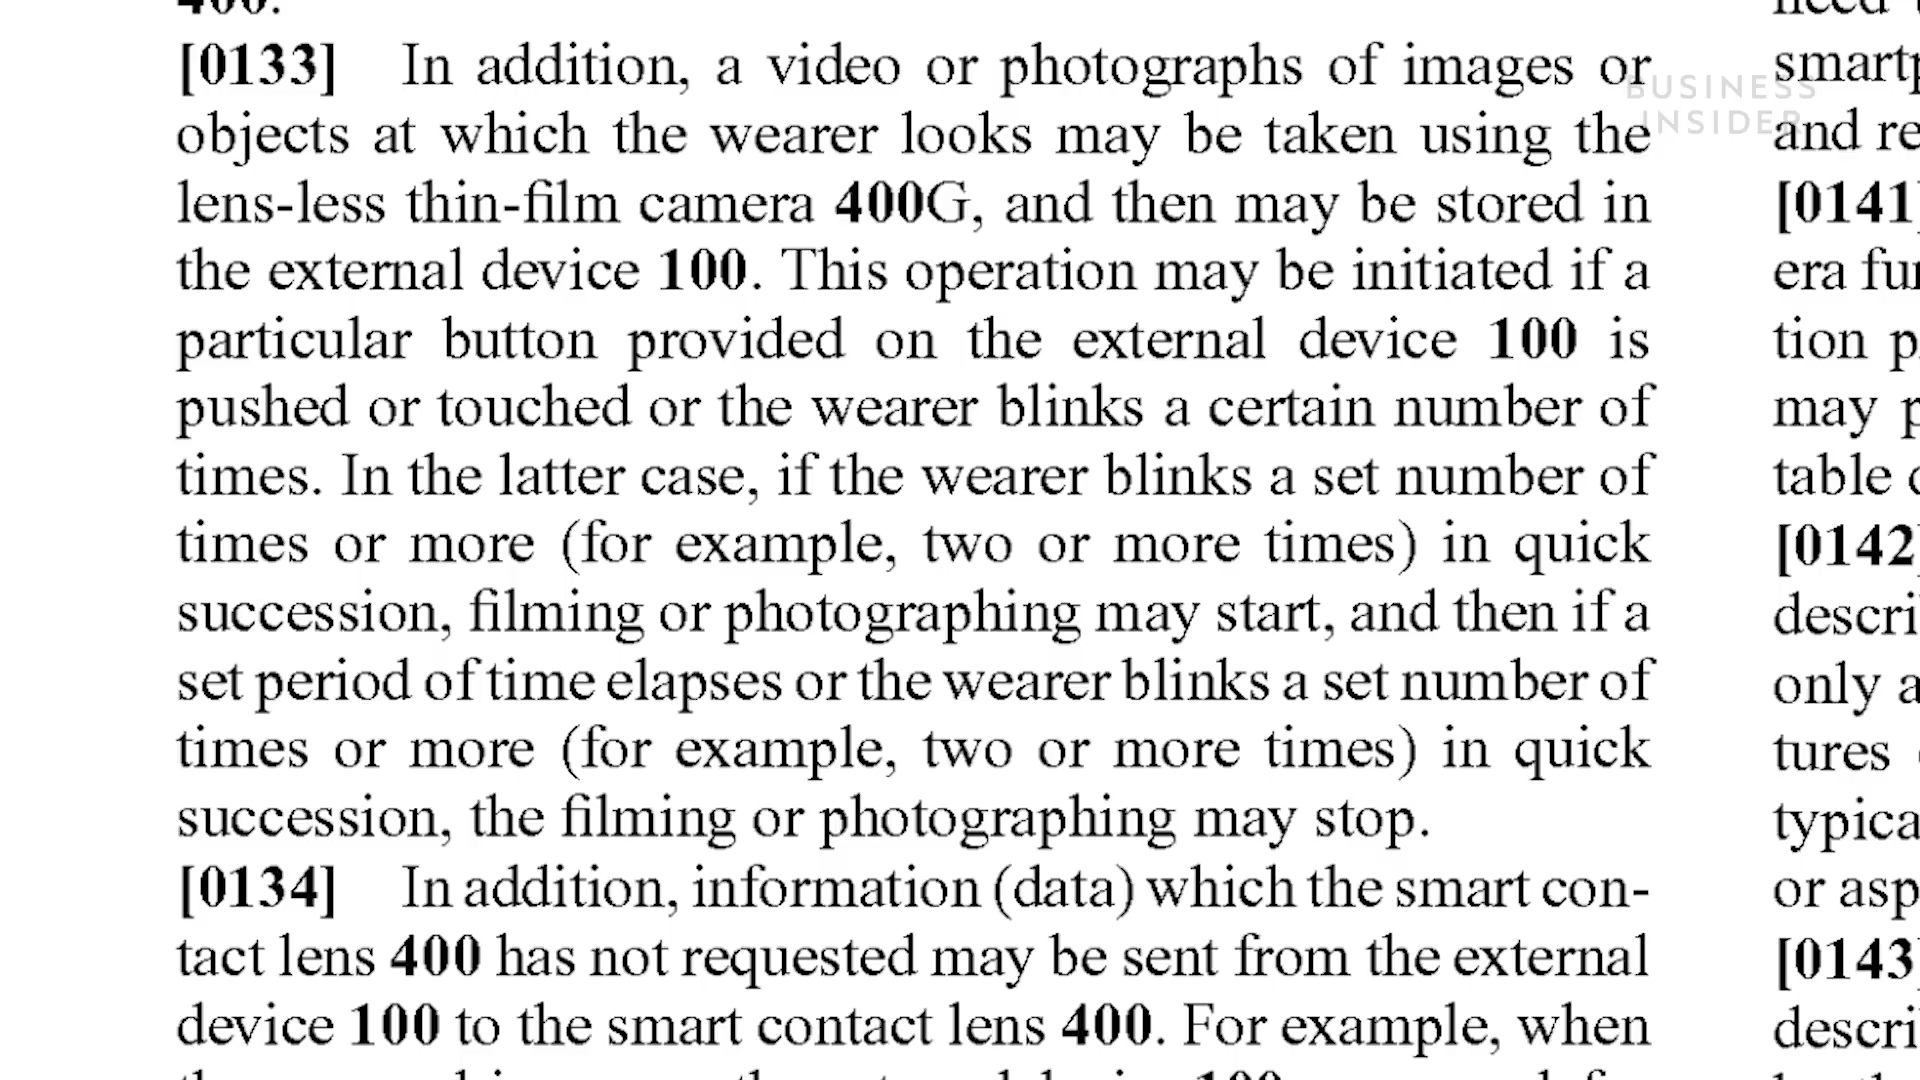 400.
[0133] In addition, a video or photographs of images or
objects at which the wearer looks may be taken using the
lens-less thin-film camera 400G, and then may be stored in
the external device 100. This operation may be initiated if a
particular button provided on the external device 100 is
pushed or touched or the wearer blinks a certain number of
times. In the latter case, if the wearer blinks a set number of
times or more (for example, two or more times) in quick
succession, filming or photographing may start, and then if a
set period of time elapses or the wearer blinks a set number of
times or more (for example, two or more times) in quick
succession, the filming or photographing may stop.
[0134] In addition, information (data) which the smart con-
tact lens 400 has not requested may be sent from the external
device 100 to the smart contact lens 400. For example, when
need
smartp
and re
[0141]
era fun
tion p
may p
table
[0142]
descri
only a
tures
typica
or asp
[0143]
descri
BUSINESS
INSIDER